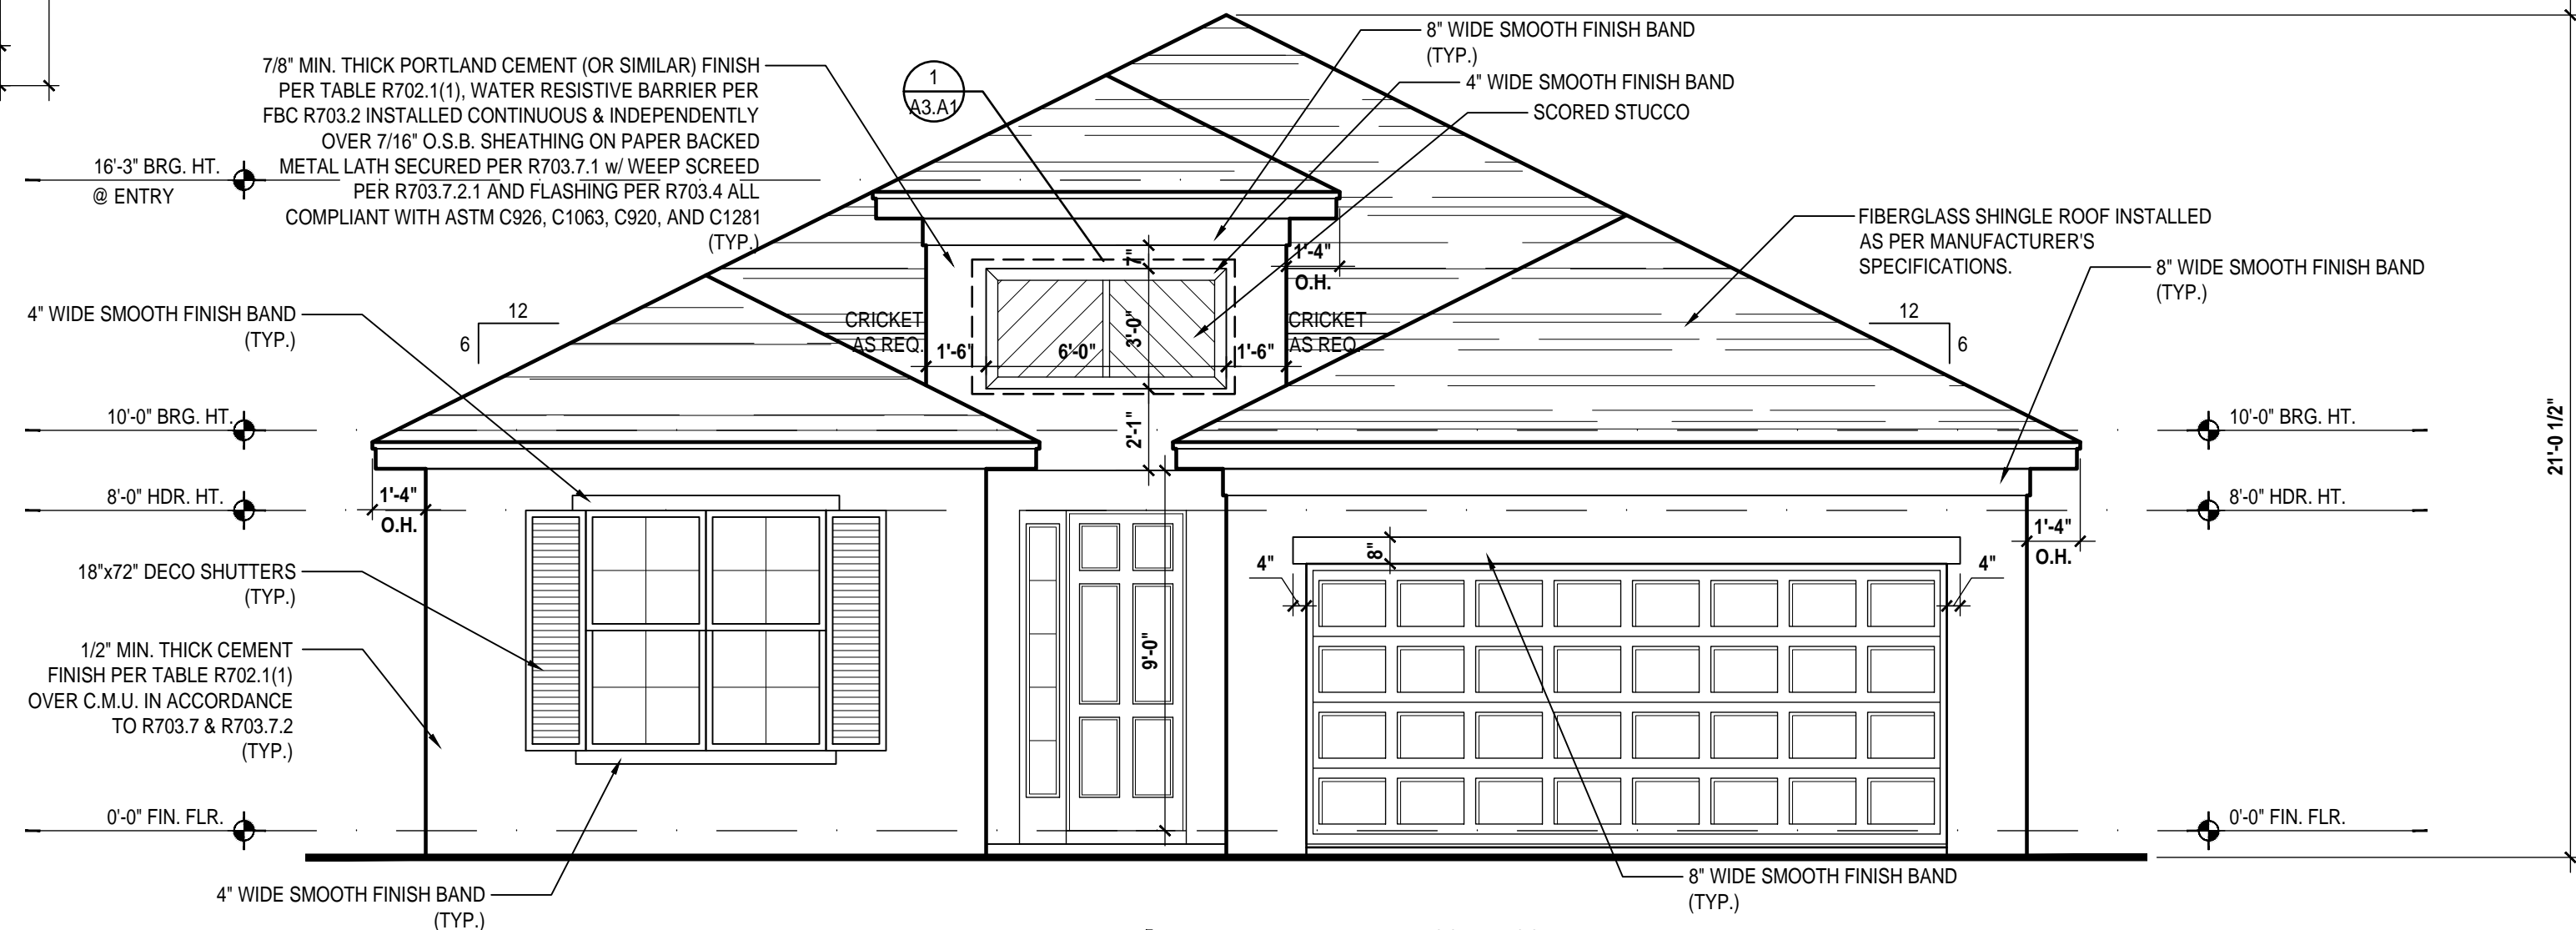 7/8" MIN. THICK PORTLAND CEMENT (OR SIMILAR) FINISH
PER TABLE R702.1(1), WATER RESISTIVE BARRIER PER
FBC R703.2 INSTALLED CONTINUOUS & INDEPENDENTLY
OVER 7/16" O.S.B. SHEATHING ON PAPER BACKED
METAL LATH SECURED PER R703.7.1 w/ WEEP SCREED
PER R703.7.2.1 AND FLASHING PER R703.4 ALL
COMPLIANT WITH ASTM C926, C1063, C920, AND C1281
(TYP.)
1
A3.A1
8" WIDE SMOOTH FINISH BAND
(TYP.)
4" WIDE SMOOTH FINISH BAND
SCORED STUCCO
16'-3" BRG. HT.
@ ENTRY
FIBERGLASS SHINGLE ROOF INSTALLED
AS PER MANUFACTURER'S
SPECIFICATIONS.
8" WIDE SMOOTH FINISH BAND
(TYP.)
7"
1'-4"
O.H.
4" WIDE SMOOTH FINISH BAND
(TYP.)
12
6
CRICKET
AS REQ.
1'-6"
6'-0"
3'-0"
1'-6"
CRICKET
AS REQ.
12
6
10'-0" BRG. HT.
2'-1"
10'-0" BRG. HT.
21'-0 1/2"
8'-0" HDR. HT.
1'-4"
O.H.
8'-0" HDR. HT.
1'-4"
O.H.
4"
8"
4"
18"x72" DECO SHUTTERS
(TYP.)
9'-0"
1/2" MIN. THICK CEMENT
FINISH PER TABLE R702.1(1)
OVER C.M.U. IN ACCORDANCE
TO R703.7 & R703.7.2
(TYP.)
0'-0" FIN. FLR.
0'-0" FIN. FLR.
4" WIDE SMOOTH FINISH BAND
(TYP.)
8" WIDE SMOOTH FINISH BAND
(TYP.)